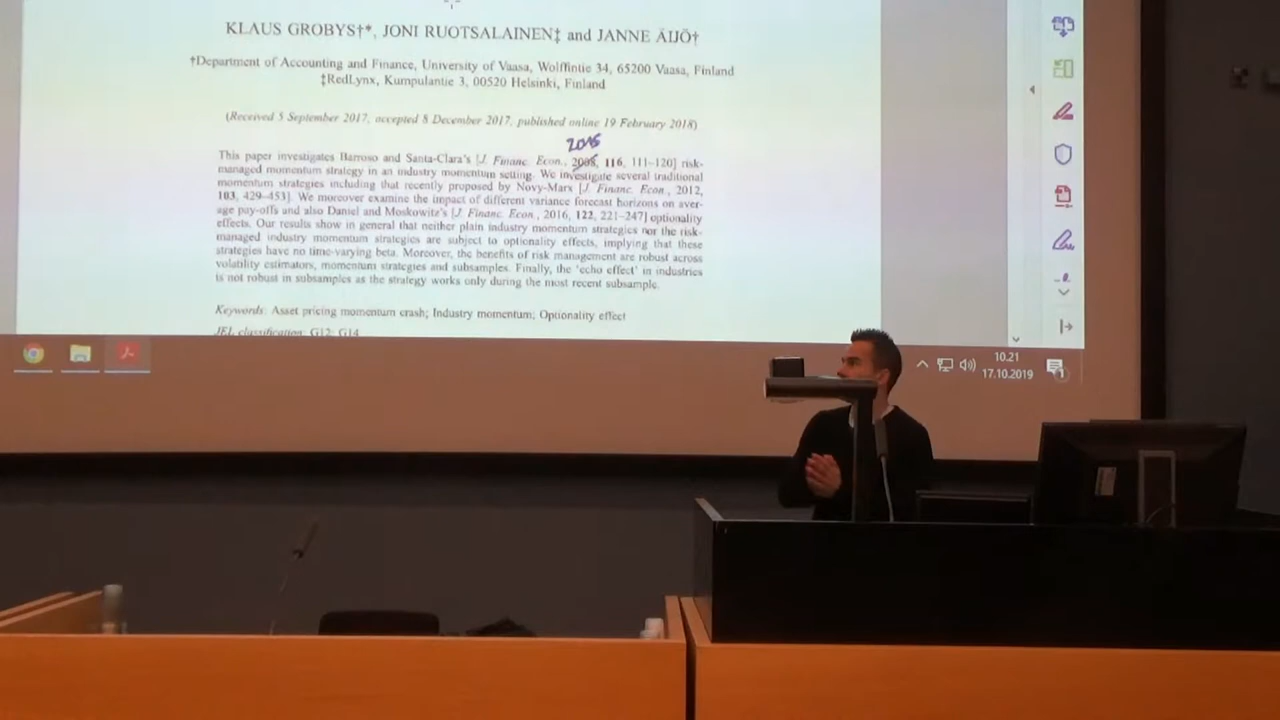 KLAUS GROBYS†*, JONI RUOTSALAINEN‡ and JANNE ÄIJÖ†
†Department of Accounting and Finance, University of Vaasa, Wolffintie 34, 65200 Vaasa, Finland
‡RedLynx, Kumpulantie 3, 00520 Helsinki, Finland
(Received 5 September 2017, accepted 8 December 2017, published online 19 February 2018)
2015
This paper investigates Barroso and Santa-Clara's [J. Financ. Econ., 2008, 116, 111–120] risk-
managed momentum strategy in an industry momentum setting. We investigate several traditional
momentum strategies including that recently proposed by Novy-Marx [J. Financ. Econ., 2012,
103, 429–453]. We moreover examine the impact of different variance forecast horizons on aver-
age pay-offs and also Daniel and Moskowitz's [J. Financ. Econ., 2016, 122, 221–247] optionality
effects. Our results show in general that neither plain industry momentum strategies nor the risk-
managed industry momentum strategies are subject to optionality effects, implying that these
strategies have no time-varying beta. Moreover, the benefits of risk management are robust across
volatility estimators, momentum strategies and subsamples. Finally, the 'echo effect' in industries
is not robust in subsamples as the strategy works only during the most recent subsample.
Keywords: Asset pricing momentum crash; Industry momentum; Optionality effect
JEL classification: G12; G14
10.21
17.10.2019
1